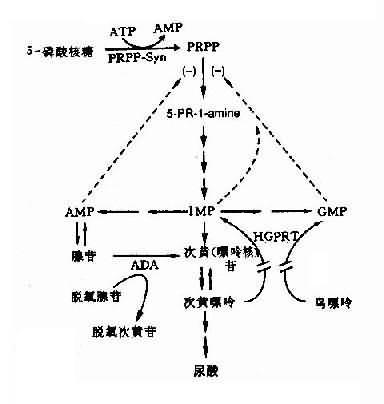 ATP AMP
5-磷酸核糖 PRPP
PRPP-Syn
(-) (-)
5-PR-1-amine
AMP IMP GMP
HGPRT
腺苷 次黄(嘌呤核)
苷
ADA
脱氧腺苷 次黄嘌呤 鸟嘌呤
脱氧次黄苷
尿酸